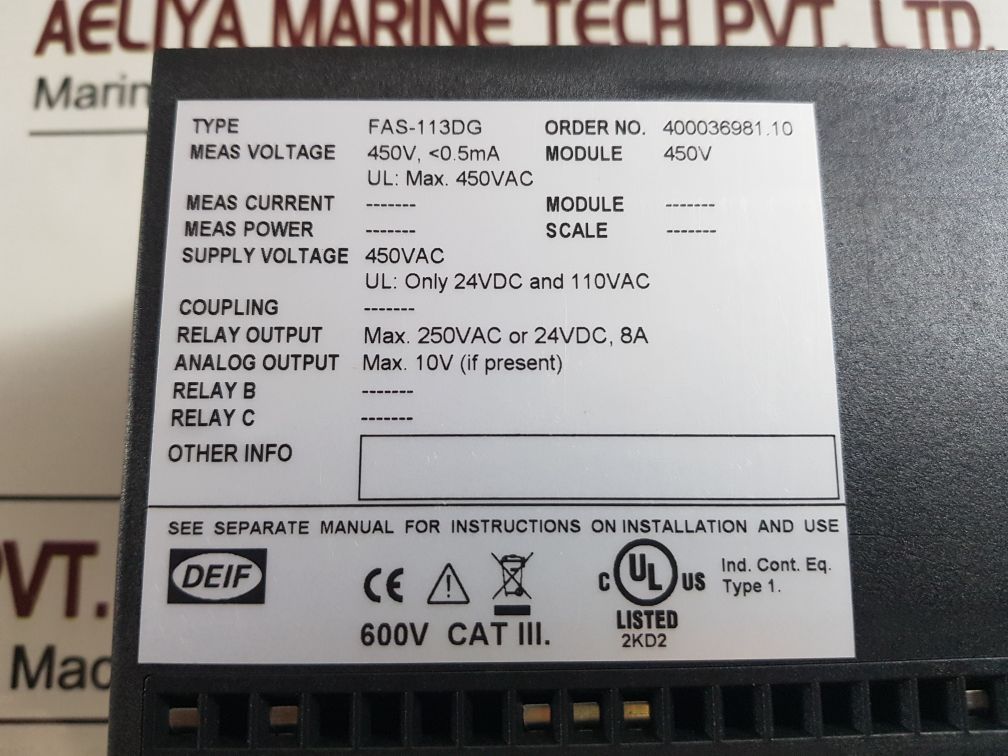 AELIYA MARINE TECH PVT. LTD.
Marin
TYPE FAS-113DG ORDER NO. 400036981.10
MEAS VOLTAGE 450V, <0.5mA MODULE 450V
UL: Max. 450VAC
MEAS CURRENT ------- MODULE -------
MEAS POWER ------- SCALE -------
SUPPLY VOLTAGE 450VAC
UL: Only 24VDC and 110VAC
COUPLING -------
RELAY OUTPUT Max. 250VAC or 24VDC, 8A
ANALOG OUTPUT Max. 10V (if present)
RELAY B -------
RELAY C -------
OTHER INFO
SEE SEPARATE MANUAL FOR INSTRUCTIONS ON INSTALLATION AND USE
DEIF CE C UL US Ind. Cont. Eq.
Type 1.
LISTED
600V CAT III. 2KD2
PVT.
Mac